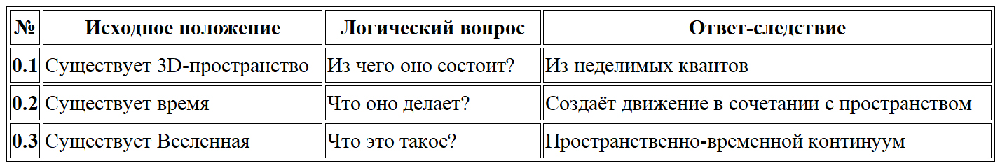 № Исходное положение Логический вопрос Ответ-следствие
0.1 Существует 3D-пространство Из чего оно состоит? Из неделимых квантов
0.2 Существует время Что оно делает? Создаёт движение в сочетании с пространством
0.3 Существует Вселенная Что это такое? Пространственно-временной континуум